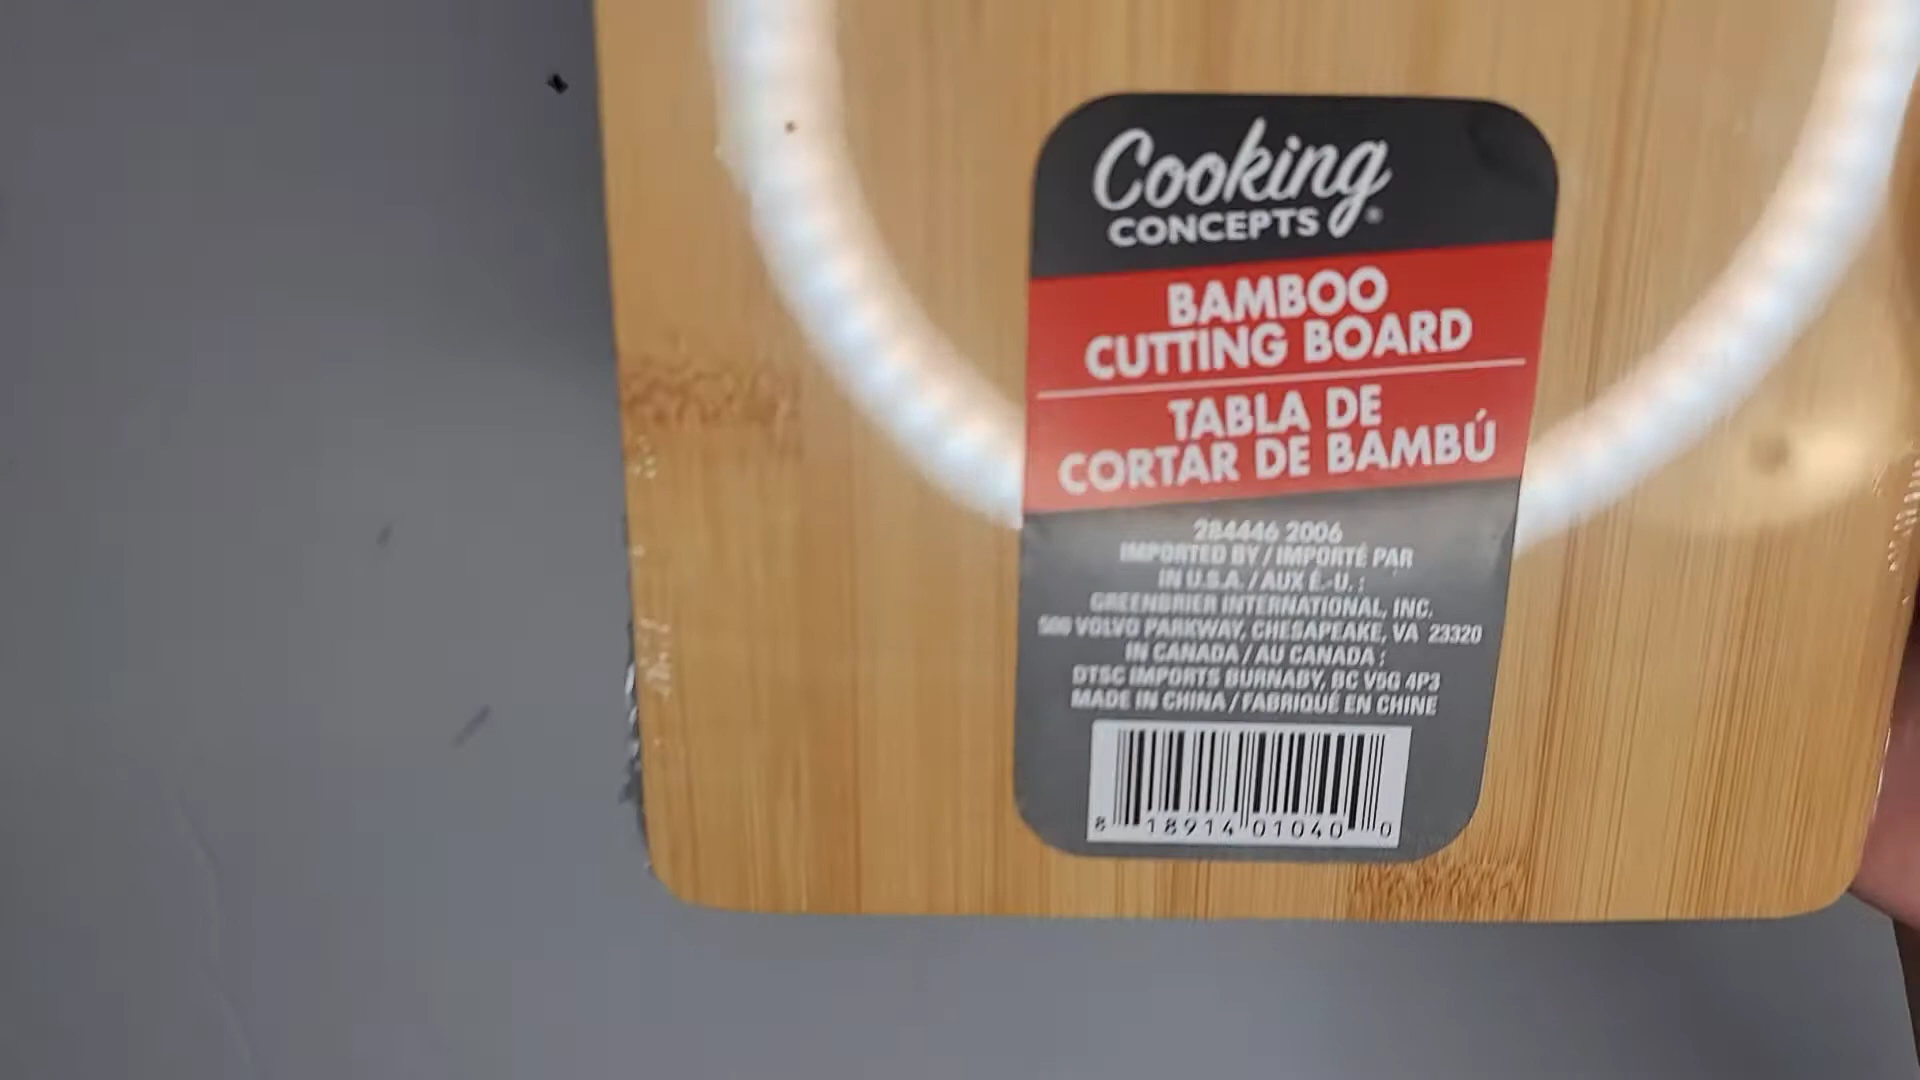 Cooking
CONCEPTS®
BAMBOO
CUTTING BOARD
TABLA DE
CORTAR DE BAMBÚ
284446 2006
IMPORTED BY / IMPORTÉ PAR
IN U.S.A. / AUX É.-U. :
GREENBRIER INTERNATIONAL, INC.
500 VOLVO PARKWAY, CHESAPEAKE, VA 23320
IN CANADA / AU CANADA :
DTSC IMPORTS BURNABY, BC V5G 4P3
MADE IN CHINA / FABRIQUÉ EN CHINE
8 18914 01040 0